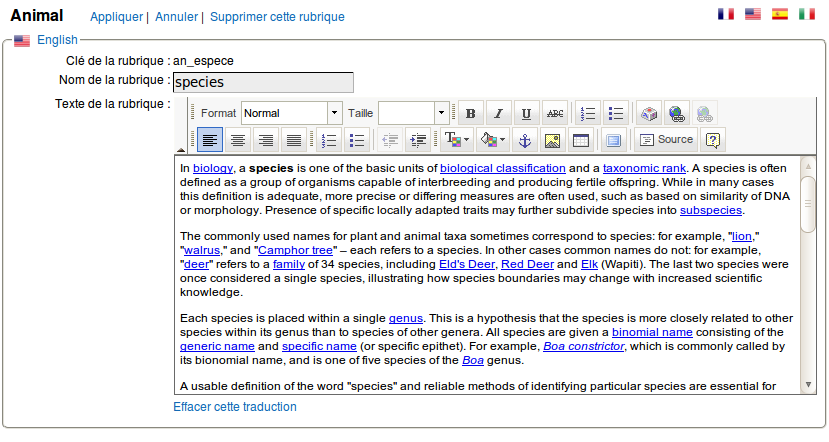 Animal Appliquer | Annuler | Supprimer cette rubrique
English
Clé de la rubrique : an_espece
Nom de la rubrique : species
Texte de la rubrique :
Format Normal Taille B I U ABC
Source
In biology, a species is one of the basic units of biological classification and a taxonomic rank. A species is often
defined as a group of organisms capable of interbreeding and producing fertile offspring. While in many cases
this definition is adequate, more precise or differing measures are often used, such as based on similarity of DNA
or morphology. Presence of specific locally adapted traits may further subdivide species into subspecies.
The commonly used names for plant and animal taxa sometimes correspond to species: for example, "lion,"
"walrus," and "Camphor tree" – each refers to a species. In other cases common names do not: for example,
"deer" refers to a family of 34 species, including Eld's Deer, Red Deer and Elk (Wapiti). The last two species were
once considered a single species, illustrating how species boundaries may change with increased scientific
knowledge.
Each species is placed within a single genus. This is a hypothesis that the species is more closely related to other
species within its genus than to species of other genera. All species are given a binomial name consisting of the
generic name and specific name (or specific epithet). For example, Boa constrictor, which is commonly called by
its bionomial name, and is one of five species of the Boa genus.
A usable definition of the word "species" and reliable methods of identifying particular species are essential for
Effacer cette traduction